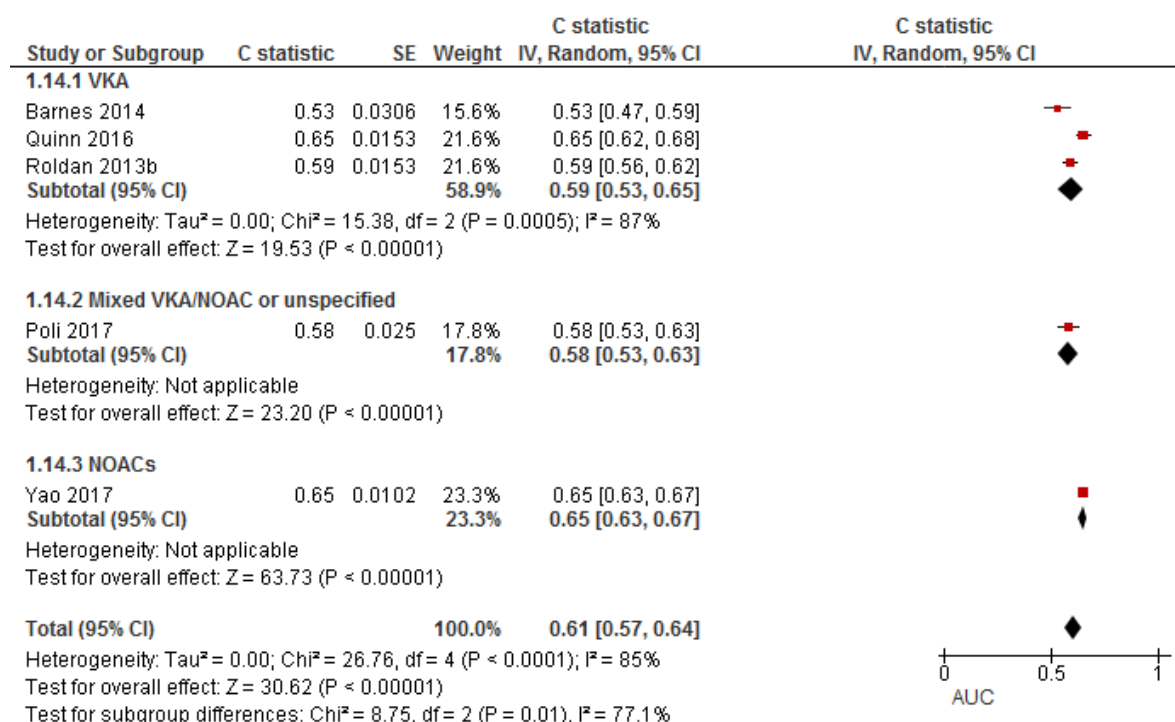 C statistic C statistic
Study or Subgroup C statistic SE Weight IV, Random, 95% CI IV, Random, 95% CI
1.14.1 VKA
Barnes 2014 0.53 0.0306 15.6% 0.53 [0.47, 0.59]
Quinn 2016 0.65 0.0153 21.6% 0.65 [0.62, 0.68]
Roldan 2013b 0.59 0.0153 21.6% 0.59 [0.56, 0.62]
Subtotal (95% CI) 58.9% 0.59 [0.53, 0.65]
Heterogeneity: Tau² = 0.00; Chi² = 15.38, df = 2 (P = 0.0005); I² = 87%
Test for overall effect: Z = 19.53 (P < 0.00001)
1.14.2 Mixed VKA/NOAC or unspecified
Poli 2017 0.58 0.025 17.8% 0.58 [0.53, 0.63]
Subtotal (95% CI) 17.8% 0.58 [0.53, 0.63]
Heterogeneity: Not applicable
Test for overall effect: Z = 23.20 (P < 0.00001)
1.14.3 NOACs
Yao 2017 0.65 0.0102 23.3% 0.65 [0.63, 0.67]
Subtotal (95% CI) 23.3% 0.65 [0.63, 0.67]
Heterogeneity: Not applicable
Test for overall effect: Z = 63.73 (P < 0.00001)
Total (95% CI) 100.0% 0.61 [0.57, 0.64]
Heterogeneity: Tau² = 0.00; Chi² = 26.76, df = 4 (P < 0.0001); I² = 85%
Test for overall effect: Z = 30.62 (P < 0.00001)
Test for subgroup differences: Chi² = 8.75, df = 2 (P = 0.01), I² = 77.1%
0 0.5 1
AUC